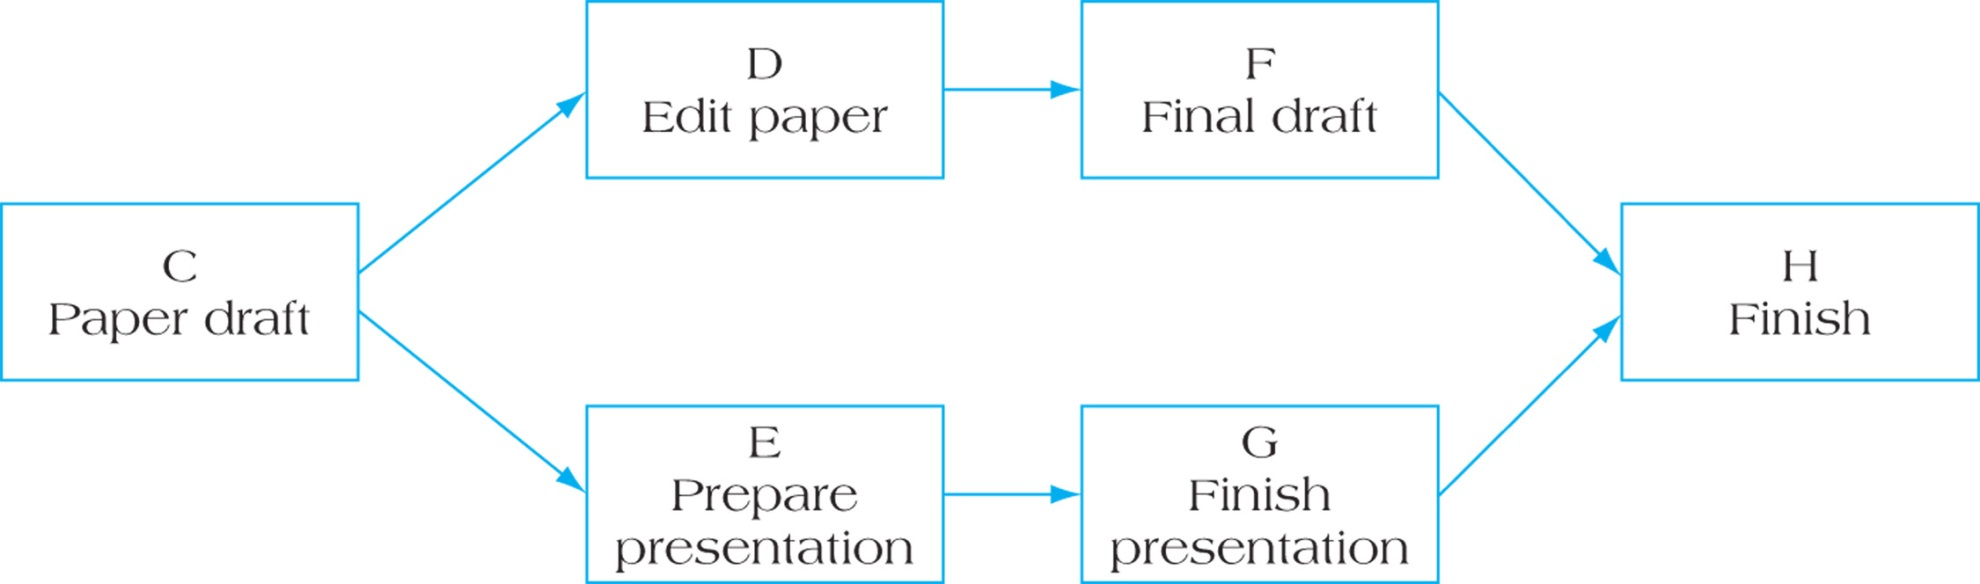 C
Paper draft
D
Edit paper
F
Final draft
E
Prepare
presentation
G
Finish
presentation
H
Finish